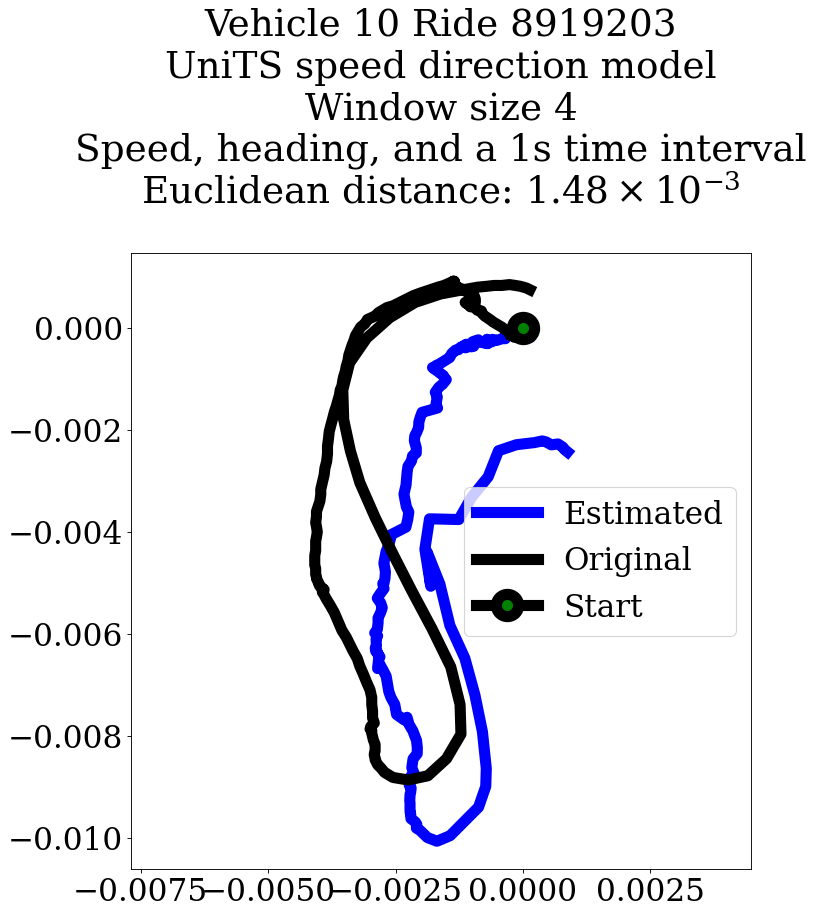 Vehicle 10 Ride 8919203
UniTS speed direction model
Window size 4
Speed, heading, and a 1s time interval
Euclidean distance: 1.48 × 10⁻³
0.000
−0.002
−0.004
−0.006
−0.008
−0.010
Estimated
Original
Start
−0.0075 −0.0050 −0.0025 0.0000 0.0025